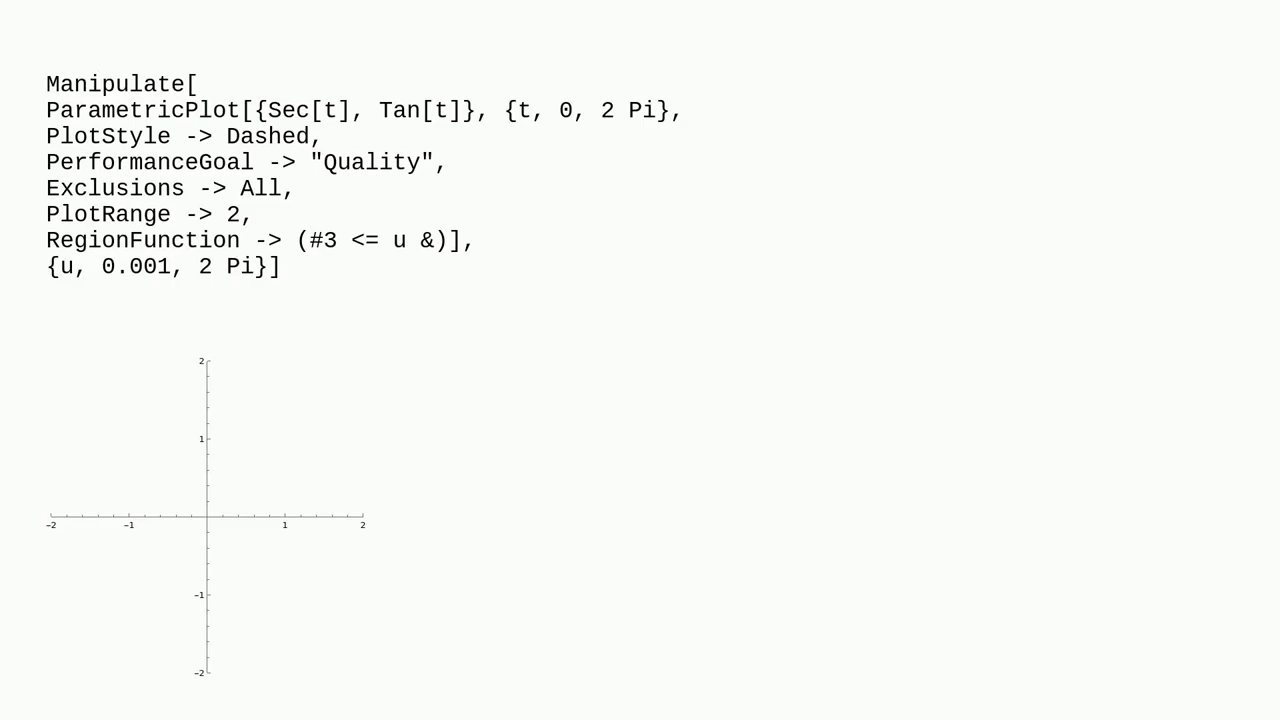 Manipulate[
ParametricPlot[{Sec[t], Tan[t]}, {t, 0, 2 Pi},
PlotStyle -> Dashed,
PerformanceGoal -> "Quality",
Exclusions -> All,
PlotRange -> 2,
RegionFunction -> (#3 <= u &)],
{u, 0.001, 2 Pi}]
2
1
-2 -1 1 2
-1
-2